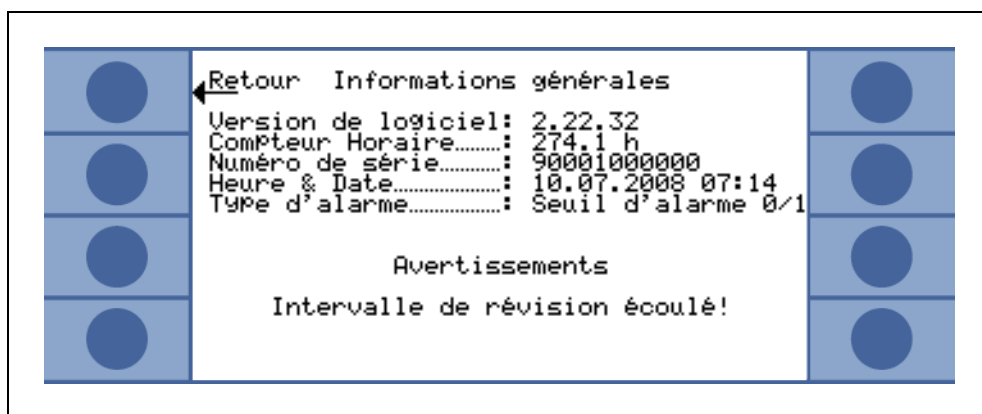 Retour Informations générales
Version de logiciel: 2.22.32
Compteur Horaire........: 274.1 h
Numéro de série...........: 90001000000
Heure & Date...................: 10.07.2008 07:14
Type d'alarme................: Seuil d'alarme 0/1
Avertissements
Intervalle de révision écoulé!